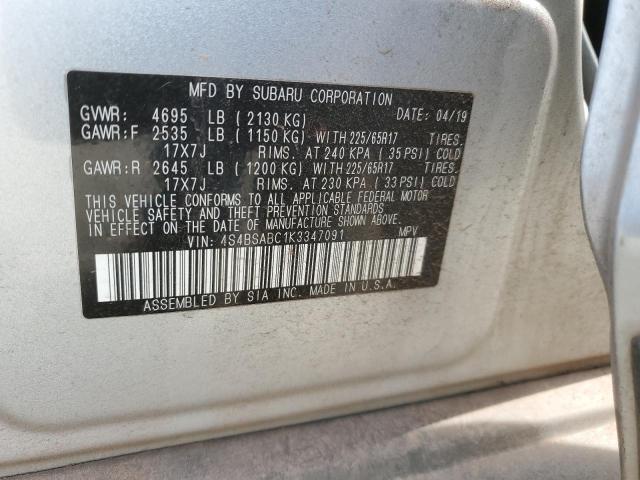 MFD BY SUBARU CORPORATION
GVWR: 4695 LB ( 2130 KG) DATE: 04/19
GAWR:F 2535 LB ( 1150 KG) WITH 225/65R17 TIRES.
17X7J RIMS. AT 240 KPA ( 35 PSI) COLD
GAWR:R 2645 LB ( 1200 KG) WITH 225/65R17 TIRES.
17X7J RIMS. AT 230 KPA ( 33 PSI) COLD
THIS VEHICLE CONFORMS TO ALL APPLICABLE FEDERAL MOTOR
VEHICLE SAFETY AND THEFT PREVENTION STANDARDS
IN EFFECT ON THE DATE OF MANUFACTURE SHOWN ABOVE.
VIN: 4S4BSABC1K3347091 MPV
ASSEMBLED BY SIA INC. MADE IN U.S.A.